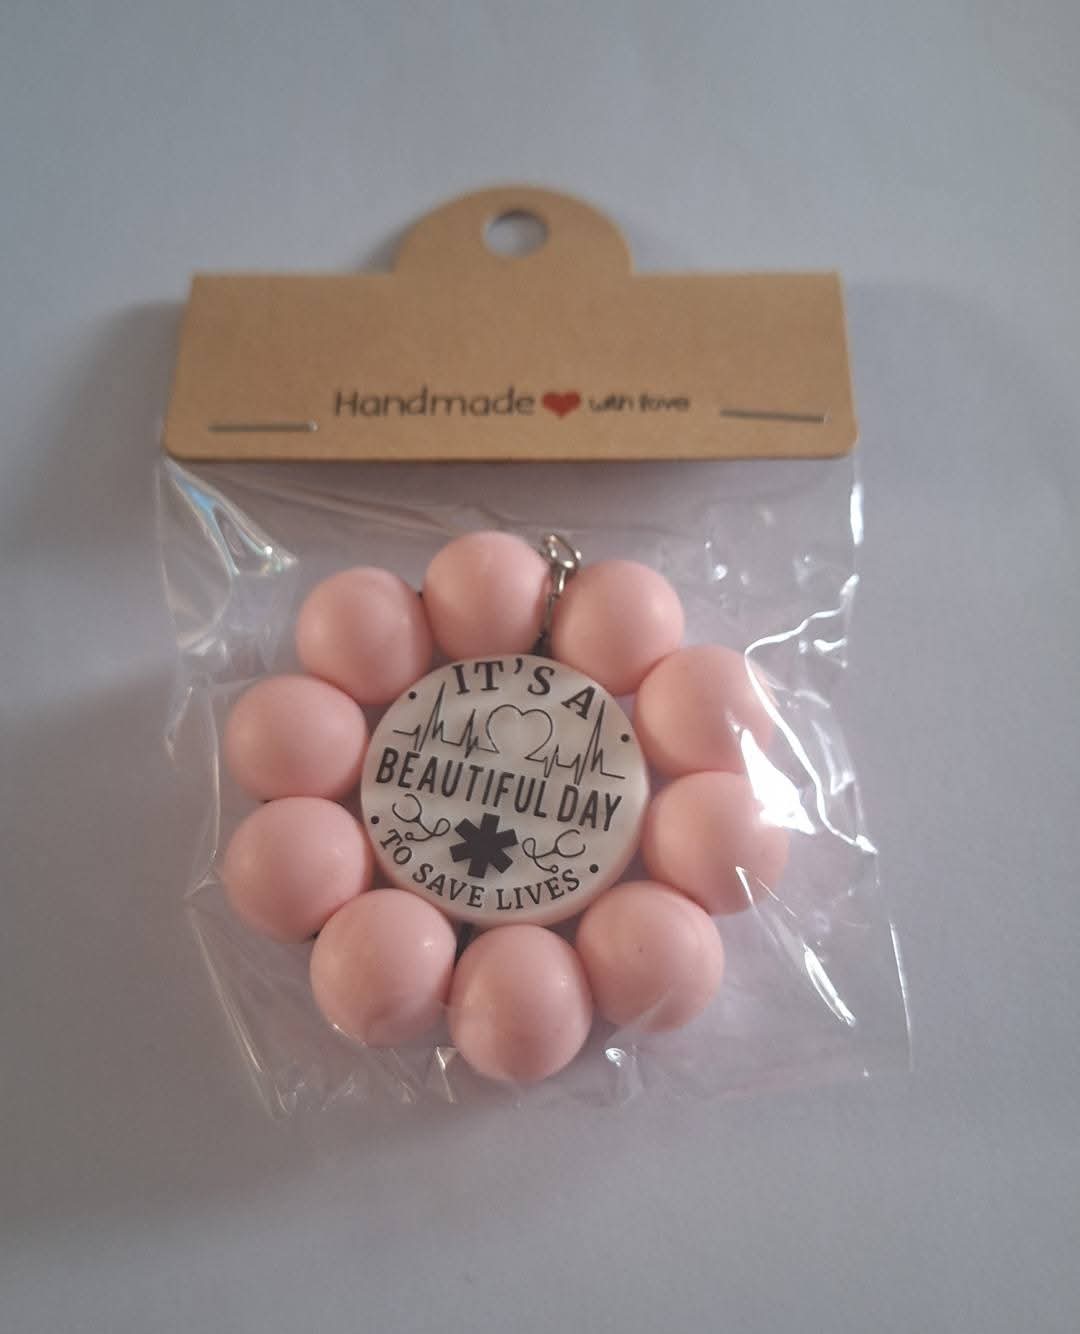 Handmade ❤ with love
IT'S A
BEAUTIFUL DAY
TO SAVE LIVES